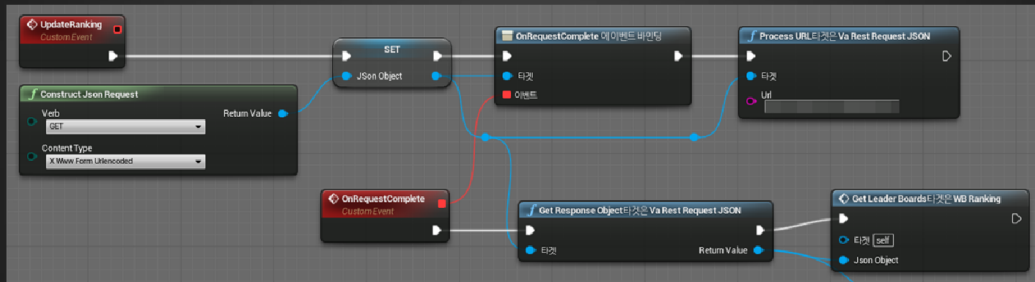 UpdateRanking
Custom Event
SET
JSon Object
OnRequestComplete 에 이벤트 바인딩
타겟
이벤트
Process URL타겟은 Va Rest Request JSON
타겟
Url
Construct Json Request
Verb
GET
Return Value
Content Type
X Www Form Urlencoded
OnRequestComplete
Custom Event
Get Response Object타겟은 Va Rest Request JSON
타겟
Return Value
Get Leader Boards타겟은 WB Ranking
타겟 self
Json Object